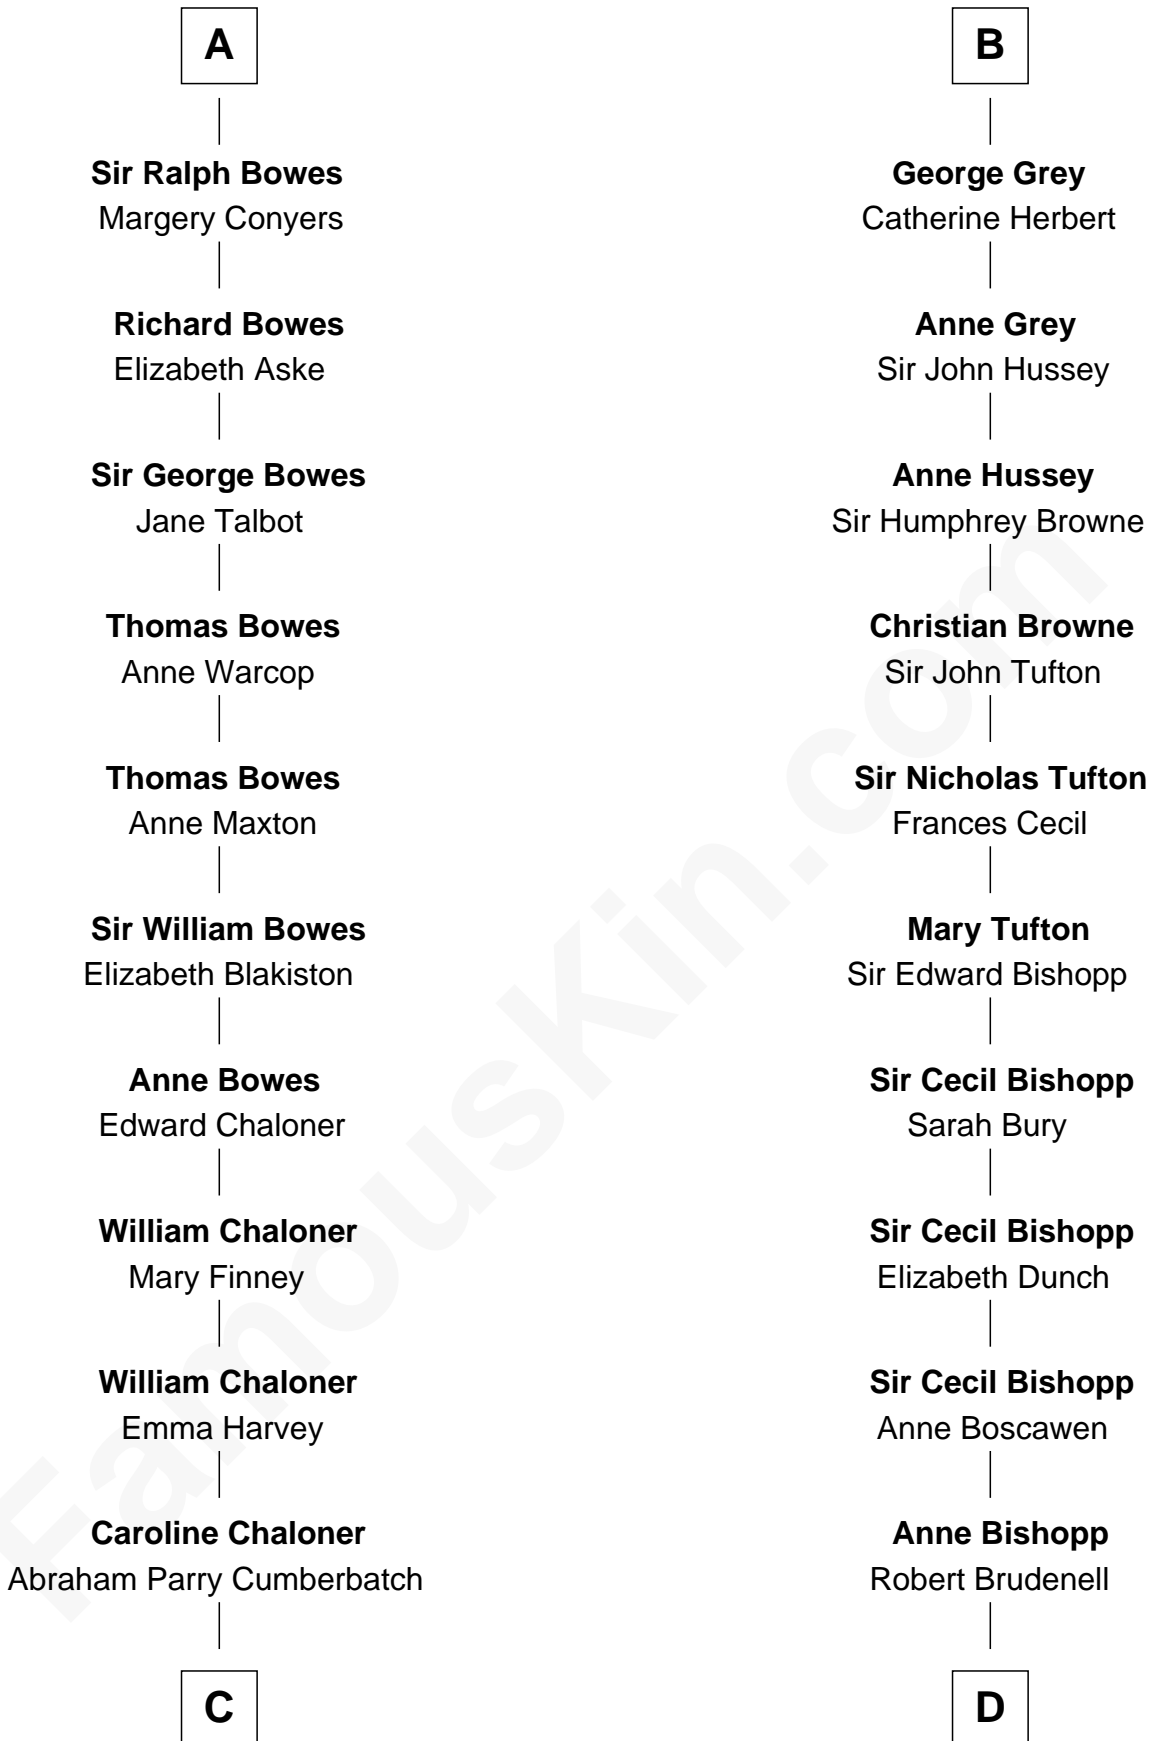 A
Sir Ralph Bowes
Margery Conyers
Richard Bowes
Elizabeth Aske
Sir George Bowes
Jane Talbot
Thomas Bowes
Anne Warcop
Thomas Bowes
Anne Maxton
Sir William Bowes
Elizabeth Blakiston
Anne Bowes
Edward Chaloner
William Chaloner
Mary Finney
William Chaloner
Emma Harvey
Caroline Chaloner
Abraham Parry Cumberbatch
C
B
George Grey
Catherine Herbert
Anne Grey
Sir John Hussey
Anne Hussey
Sir Humphrey Browne
Christian Browne
Sir John Tufton
Sir Nicholas Tufton
Frances Cecil
Mary Tufton
Sir Edward Bishopp
Sir Cecil Bishopp
Sarah Bury
Sir Cecil Bishopp
Elizabeth Dunch
Sir Cecil Bishopp
Anne Boscawen
Anne Bishopp
Robert Brudenell
D
FamousKin.com